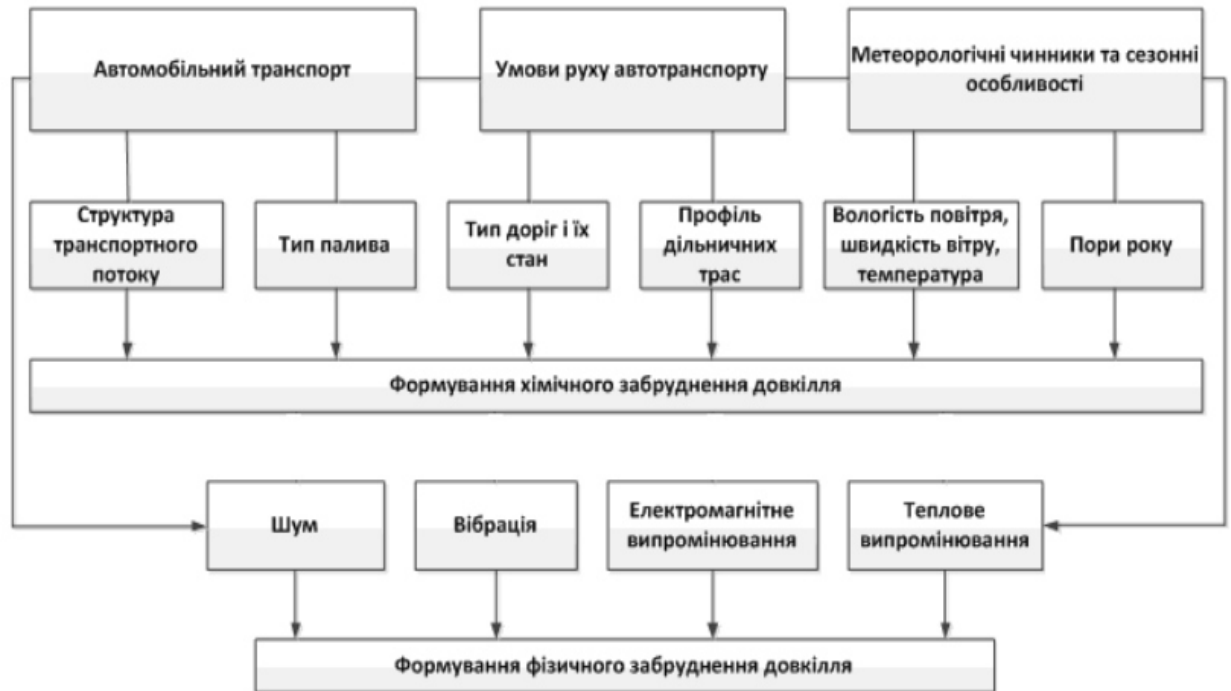 Автомобільний транспорт
Умови руху автотранспорту
Метеорологічні чинники та сезонні
особливості
Структура
транспортного
потоку
Тип палива
Тип доріг і їх
стан
Профіль
дільничних
трас
Вологість повітря,
швидкість вітру,
температура
Пори року
Формування хімічного забруднення довкілля
Шум
Вібрація
Електромагнітне
випромінювання
Теплове
випромінювання
Формування фізичного забруднення довкілля